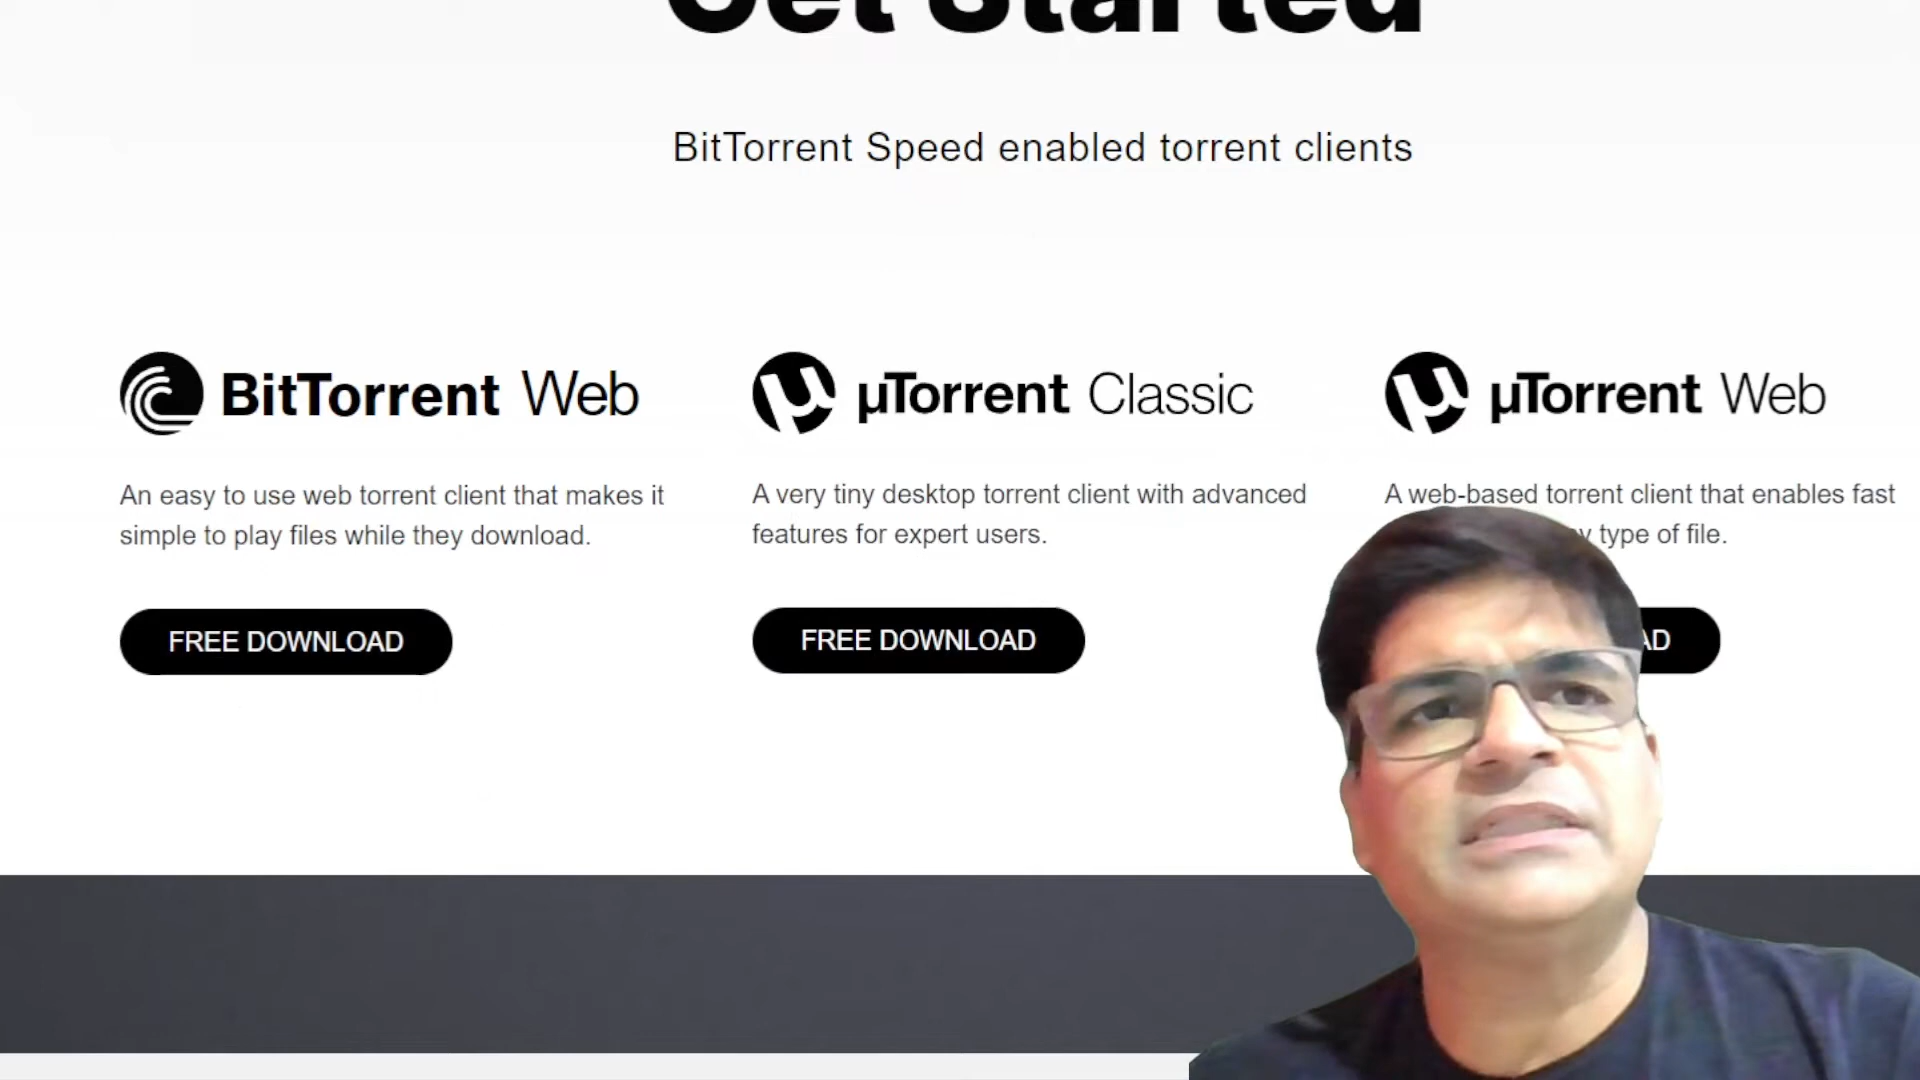 Get Started
BitTorrent Speed enabled torrent clients
BitTorrent Web
µTorrent Classic
µTorrent Web
An easy to use web torrent client that makes it
simple to play files while they download.
A very tiny desktop torrent client with advanced
features for expert users.
A web-based torrent client that enables fast
type of file.
FREE DOWNLOAD
FREE DOWNLOAD